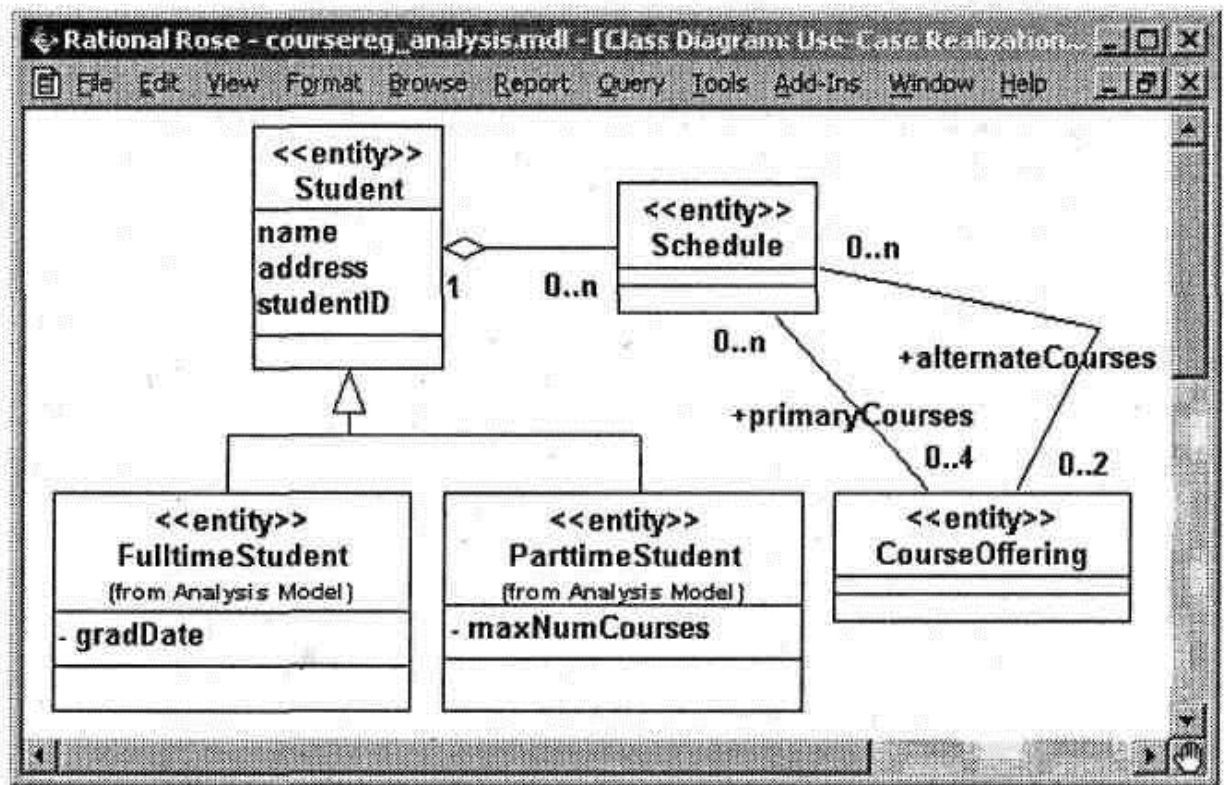 Rational Rose - coursereg_analysis.mdl - [Class Diagram: Use-Case Realization...
File Edit View Format Browse Report Query Tools Add-Ins Window Help
<<entity>>
Student
name
address
studentID
1
0..n
<<entity>>
Schedule
0..n
0..n
+alternateCourses
+primaryCourses
0..4
0..2
<<entity>>
FulltimeStudent
(from Analysis Model)
- gradDate
<<entity>>
ParttimeStudent
(from Analysis Model)
- maxNumCourses
<<entity>>
CourseOffering